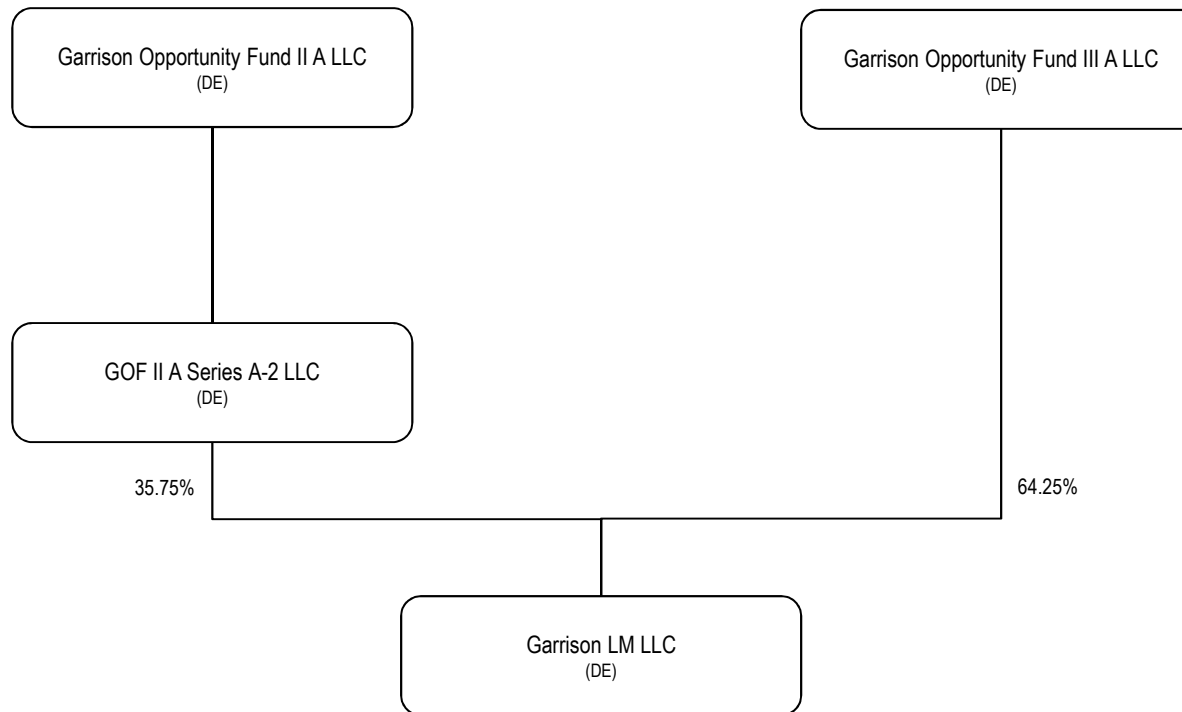 Garrison Opportunity Fund II A LLC
(DE)
Garrison Opportunity Fund III A LLC
(DE)
GOF II A Series A-2 LLC
(DE)
35.75%
64.25%
Garrison LM LLC
(DE)